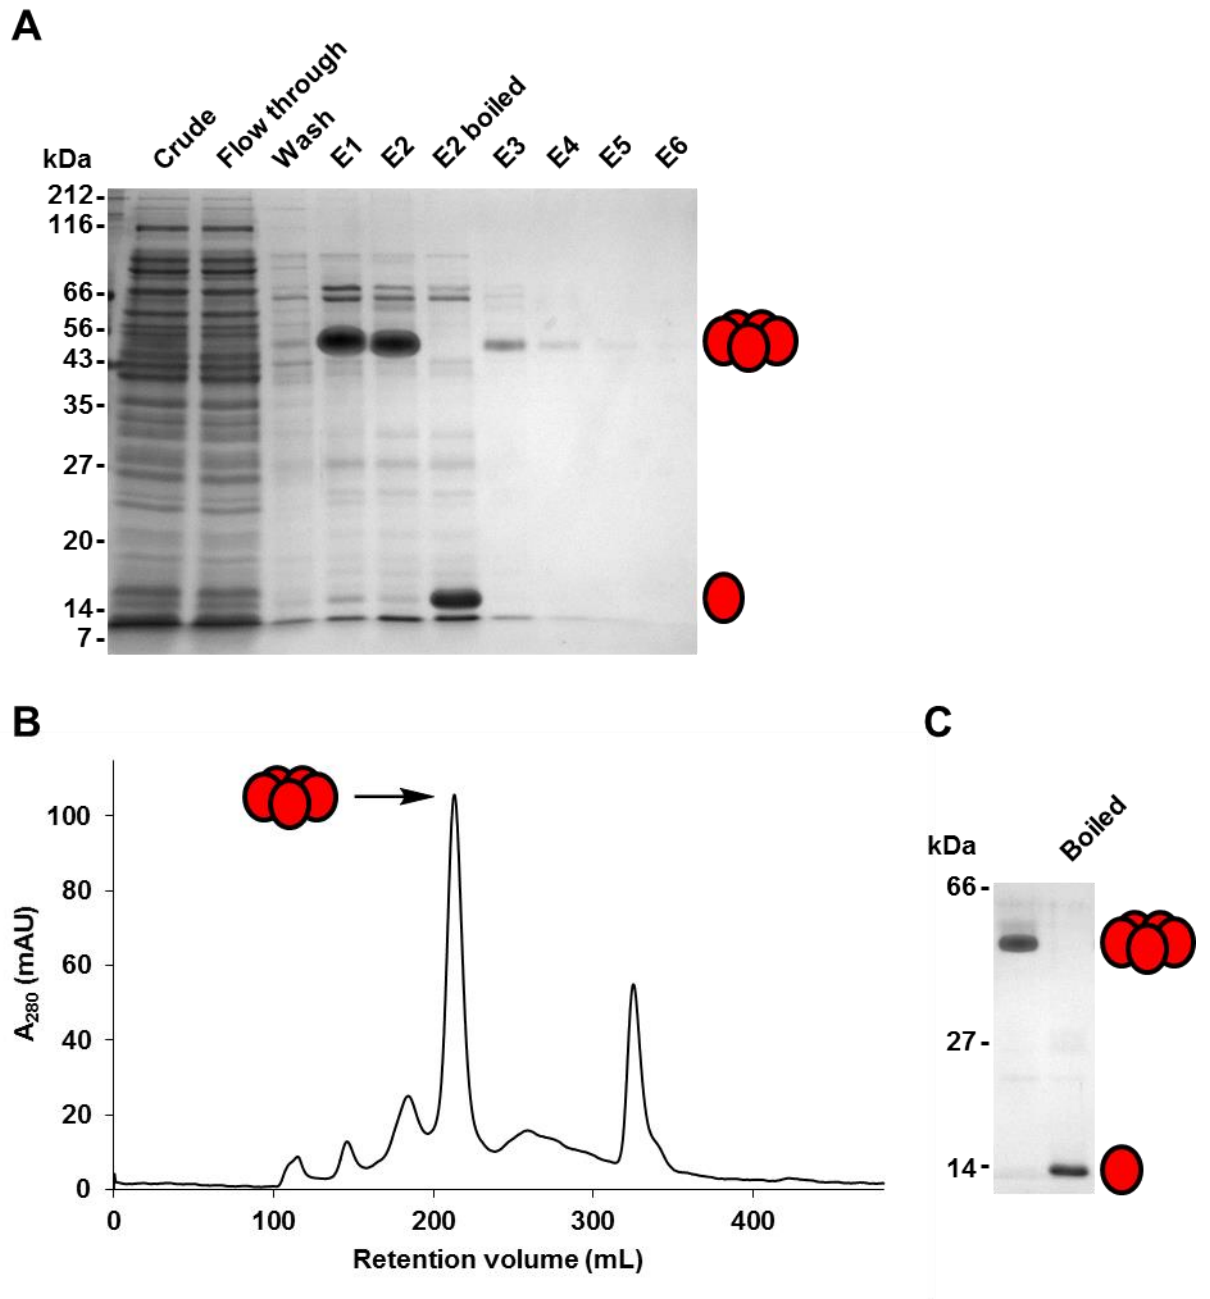 A
kDa Crude Flow through Wash E1 E2 E2 boiled E3 E4 E5 E6
212-
116-
66-
56-
43-
35-
27-
20-
14-
7-
B
A280 (mAU)
100
80
60
40
20
0
0 100 200 300 400
Retention volume (mL)
C
kDa Boiled
66-
27-
14-